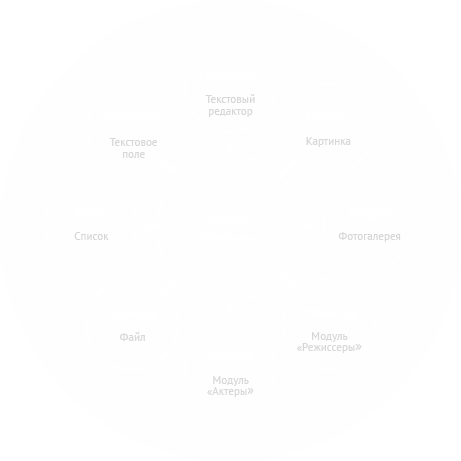 Текстовый
редактор
Текстовое
поле
Картинка
Список
Фотогалерея
Файл
Модуль
«Режиссеры»
Модуль
«Актеры»